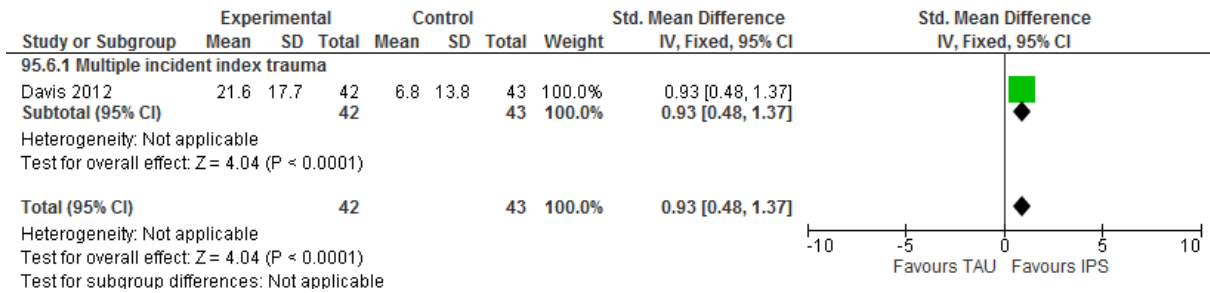 Experimental Control Std. Mean Difference Std. Mean Difference
Study or Subgroup Mean SD Total Mean SD Total Weight IV, Fixed, 95% CI IV, Fixed, 95% CI
95.6.1 Multiple incident index trauma
Davis 2012 21.6 17.7 42 6.8 13.8 43 100.0% 0.93 [0.48, 1.37]
Subtotal (95% CI) 42 43 100.0% 0.93 [0.48, 1.37]
Heterogeneity: Not applicable
Test for overall effect: Z = 4.04 (P < 0.0001)
Total (95% CI) 42 43 100.0% 0.93 [0.48, 1.37]
Heterogeneity: Not applicable
Test for overall effect: Z = 4.04 (P < 0.0001)
Test for subgroup differences: Not applicable
-10 -5 0 5 10
Favours TAU Favours IPS